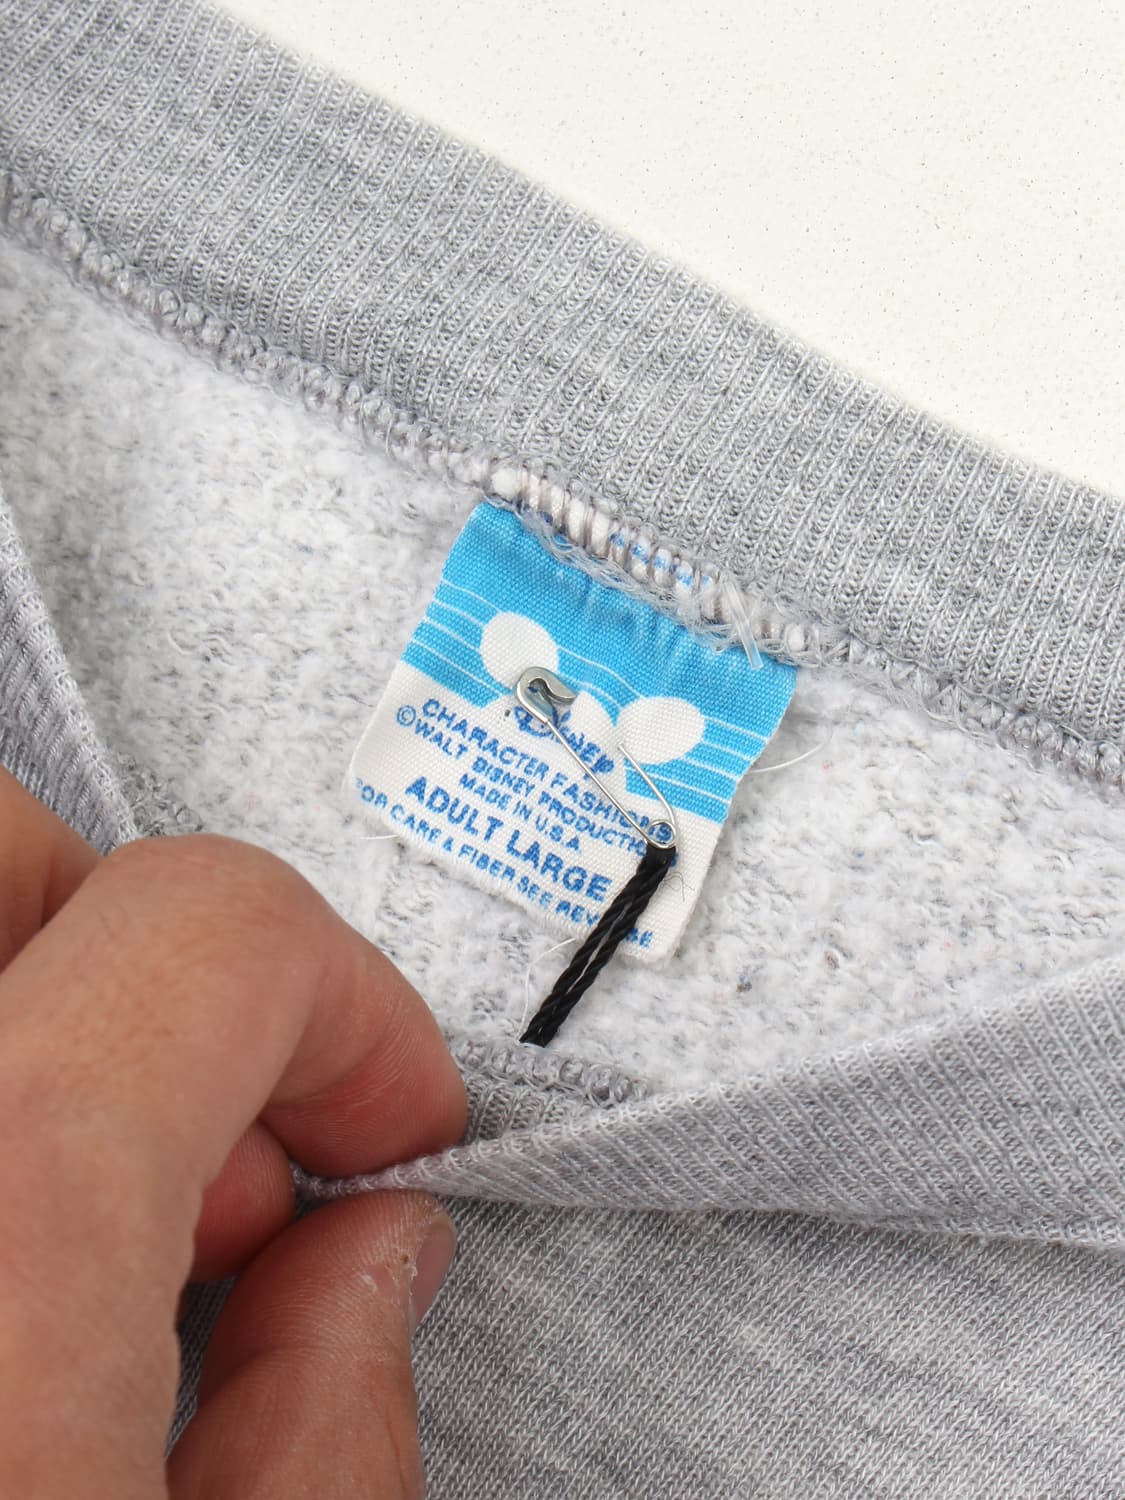 Disney
CHARACTER FASHIONS
©WALT DISNEY PRODUCTIONS
MADE IN U.S.A
ADULT LARGE
FOR CARE & FIBER SEE REVERSE